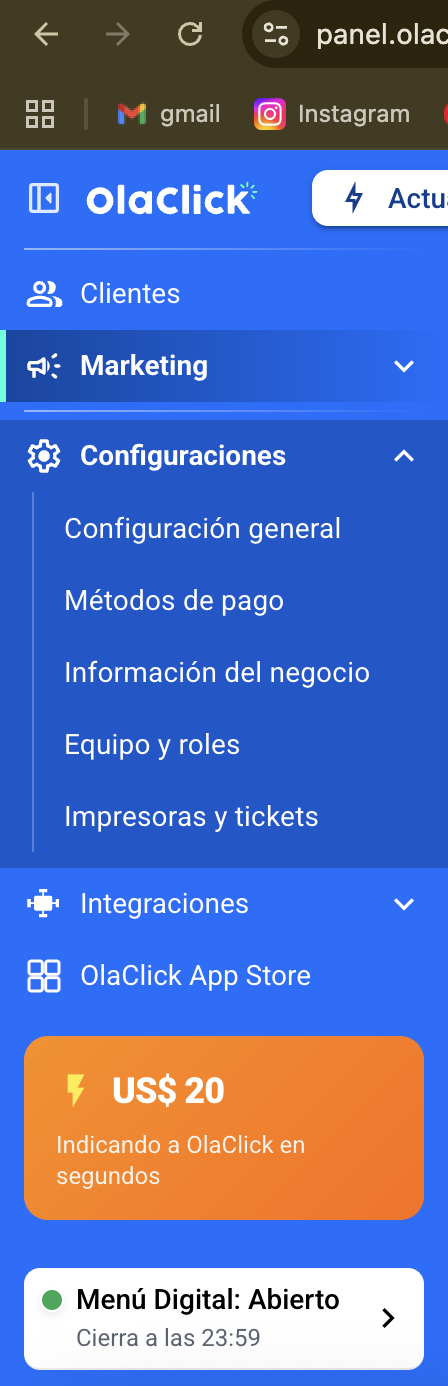 panel.olac
gmail
Instagram
OlaClick
Actu
Clientes
Marketing
Configuraciones
Configuración general
Métodos de pago
Información del negocio
Equipo y roles
Impresoras y tickets
Integraciones
OlaClick App Store
US$ 20
Indicando a OlaClick en
segundos
Menú Digital: Abierto
Cierra a las 23:59